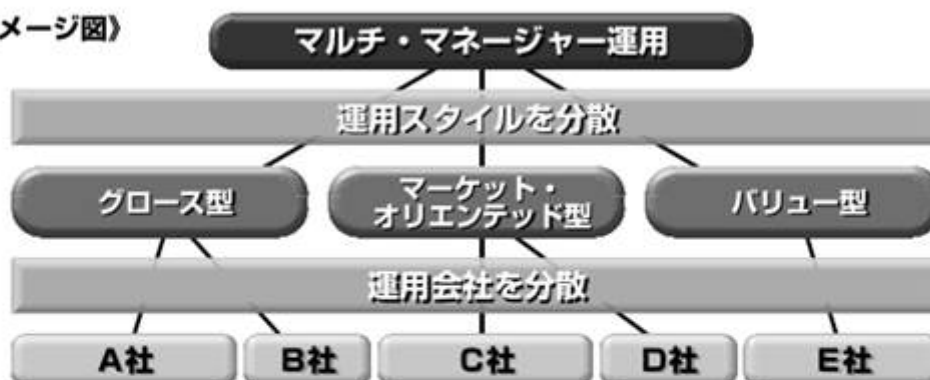 メージ図》
マルチ・マネージャー運用
運用スタイルを分散
グロース型
マーケット・
オリエンテッド型
バリュー型
運用会社を分散
A社
B社
C社
D社
E社